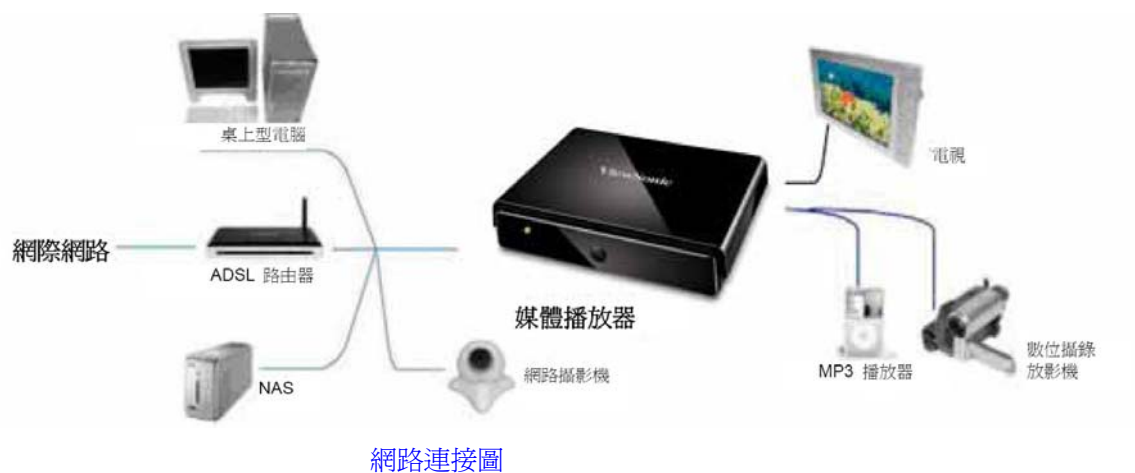 桌上型電腦
ViewSonic
電視
網際網路
ADSL 路由器
媒體播放器
NAS
網路攝影機
MP3 播放器
數位攝錄
放影機
網路連接圖